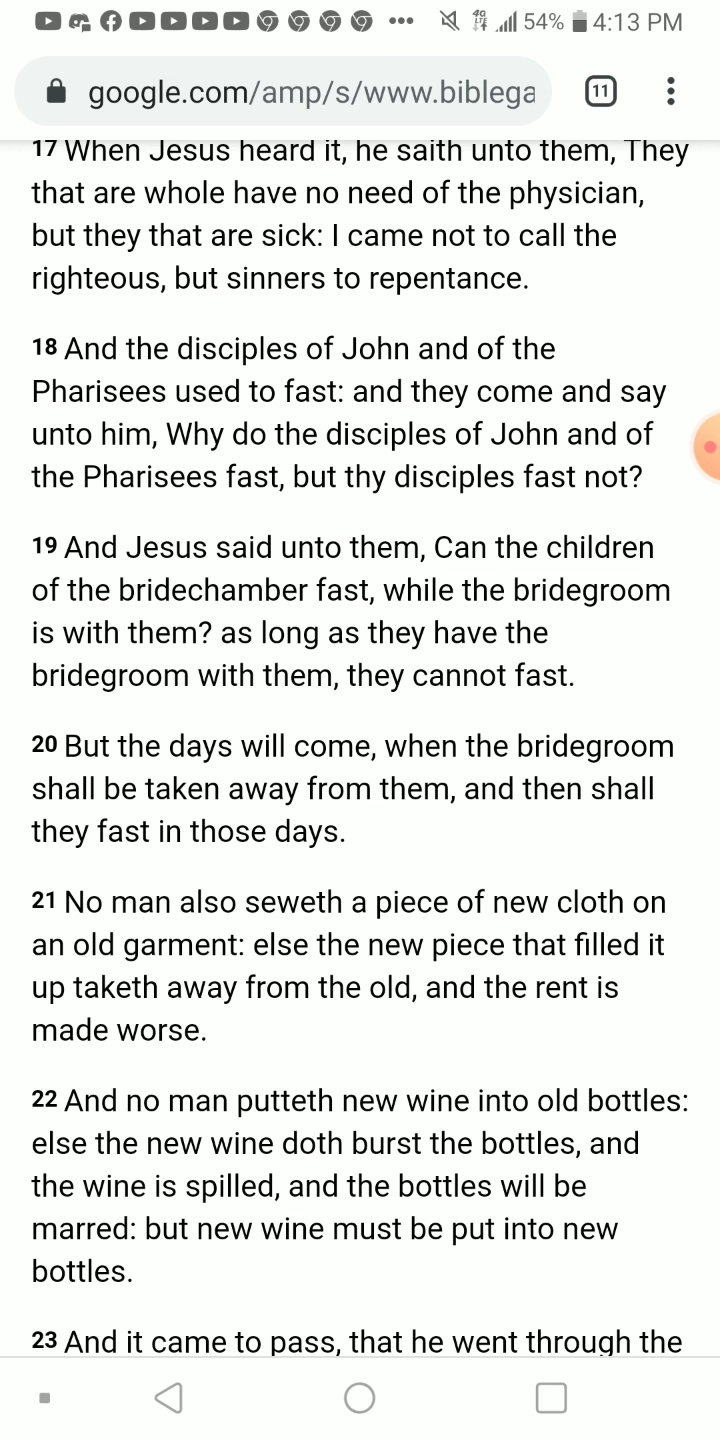 54% 4:13 PM
google.com/amp/s/www.biblega 11
17 When Jesus heard it, he saith unto them, They
that are whole have no need of the physician,
but they that are sick: I came not to call the
righteous, but sinners to repentance.
18 And the disciples of John and of the
Pharisees used to fast: and they come and say
unto him, Why do the disciples of John and of
the Pharisees fast, but thy disciples fast not?
19 And Jesus said unto them, Can the children
of the bridechamber fast, while the bridegroom
is with them? as long as they have the
bridegroom with them, they cannot fast.
20 But the days will come, when the bridegroom
shall be taken away from them, and then shall
they fast in those days.
21 No man also seweth a piece of new cloth on
an old garment: else the new piece that filled it
up taketh away from the old, and the rent is
made worse.
22 And no man putteth new wine into old bottles:
else the new wine doth burst the bottles, and
the wine is spilled, and the bottles will be
marred: but new wine must be put into new
bottles.
23 And it came to pass, that he went through the